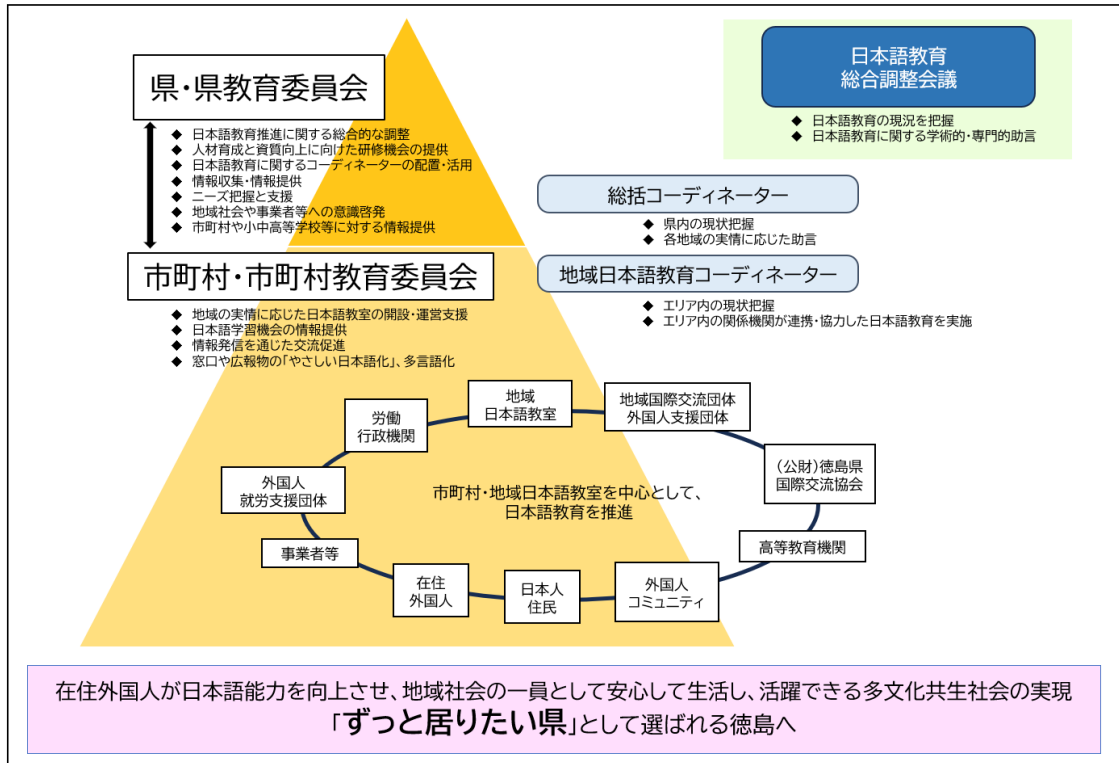 県・県教育委員会
◆ 日本語教育推進に関する総合的な調整
◆ 人材育成と資質向上に向けた研修機会の提供
◆ 日本語教育に関するコーディネーターの配置・活用
◆ 情報収集・情報提供
◆ ニーズ把握と支援
◆ 地域社会や事業者等への意識啓発
◆ 市町村や小中高等学校等に対する情報提供
日本語教育
総合調整会議
◆ 日本語教育の現況を把握
◆ 日本語教育に関する学術的・専門的助言
総括コーディネーター
◆ 県内の現状把握
◆ 各地域の実情に応じた助言
市町村・市町村教育委員会
◆ 地域の実情に応じた日本語教室の開設・運営支援
◆ 日本語学習機会の情報提供
◆ 情報発信を通じた交流促進
◆ 窓口や広報物の「やさしい日本語化」、多言語化
地域日本語教育コーディネーター
◆ エリア内の現状把握
◆ エリア内の関係機関が連携・協力した日本語教育を実施
地域
日本語教室
地域国際交流団体
外国人支援団体
労働
行政機関
(公財)徳島県
国際交流協会
外国人
就労支援団体
市町村・地域日本語教室を中心として、
日本語教育を推進
事業者等
高等教育機関
在住
外国人
日本人
住民
外国人
コミュニティ
在住外国人が日本語能力を向上させ、地域社会の一員として安心して生活し、活躍できる多文化共生社会の実現
「ずっと居りたい県」として選ばれる徳島へ